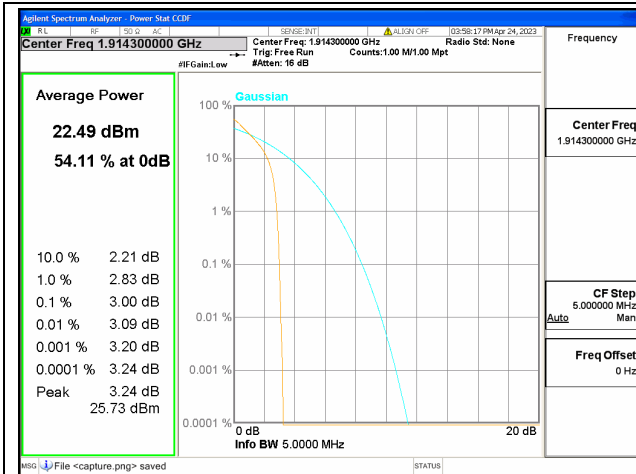 Agilent Spectrum Analyzer - Power Stat CCDF
RL RF 50 Ω AC SENSE:INT ALIGN OFF 03:58:17 PM Apr 24, 2023
Center Freq 1.914300000 GHz
Center Freq: 1.914300000 GHz Radio Std: None
Trig: Free Run Counts:1.00 M/1.00 Mpt
#IFGain:Low #Atten: 16 dB
Frequency
Average Power
22.49 dBm
54.11 % at 0dB
10.0 % 2.21 dB
1.0 % 2.83 dB
0.1 % 3.00 dB
0.01 % 3.09 dB
0.001 % 3.20 dB
0.0001 % 3.24 dB
Peak 3.24 dB
25.73 dBm
Gaussian
100 %
10 %
1 %
0.1 %
0.01 %
0.001 %
0.0001 %
0 dB 20 dB
Info BW 5.0000 MHz
Center Freq
1.914300000 GHz
CF Step
5.000000 MHz
Auto Man
Freq Offset
0 Hz
MSG File <capture.png> saved STATUS